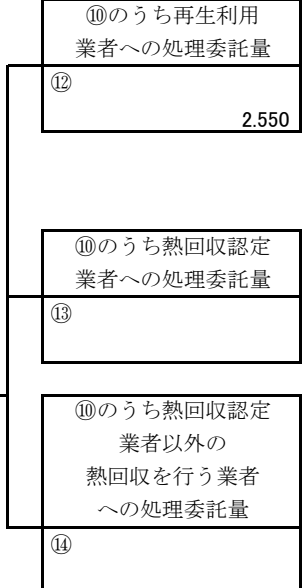 ⑩のうち再生利用
業者への処理委託量
⑫
2.550
⑩のうち熱回収認定
業者への処理委託量
⑬
⑩のうち熱回収認定
業者以外の
熱回収を行う業者
への処理委託量
⑭